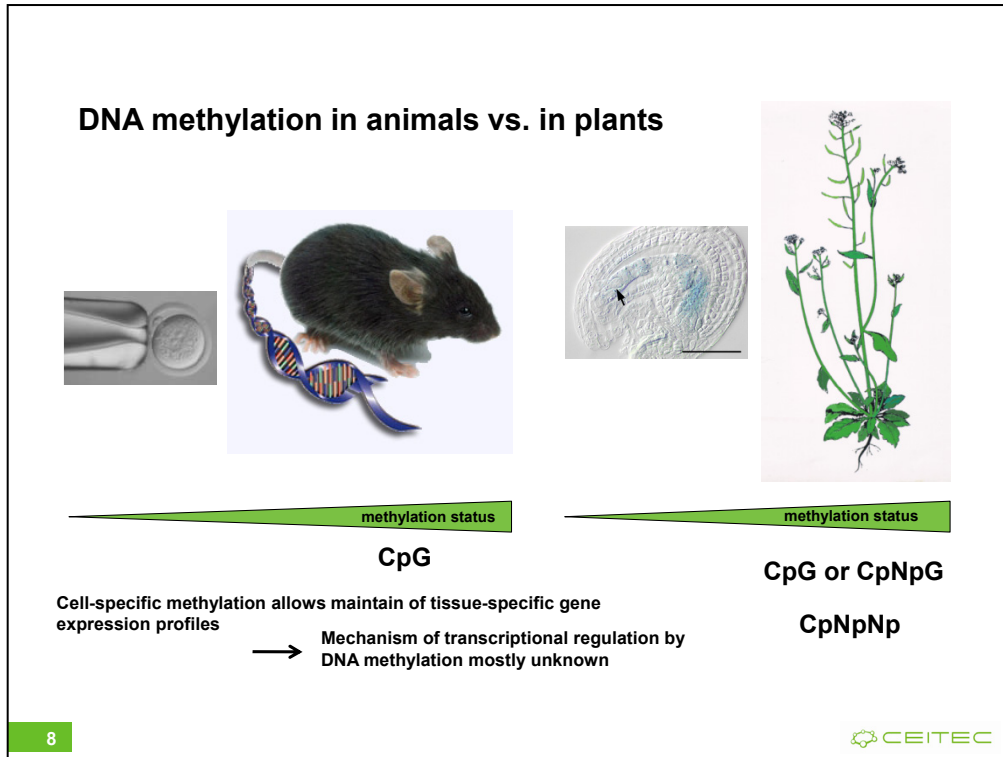 DNA methylation in animals vs. in plants
methylation status
methylation status
CpG
CpG or CpNpG
CpNpNp
Cell-specific methylation allows maintain of tissue-specific gene
expression profiles
Mechanism of transcriptional regulation by
DNA methylation mostly unknown
8
CEITEC